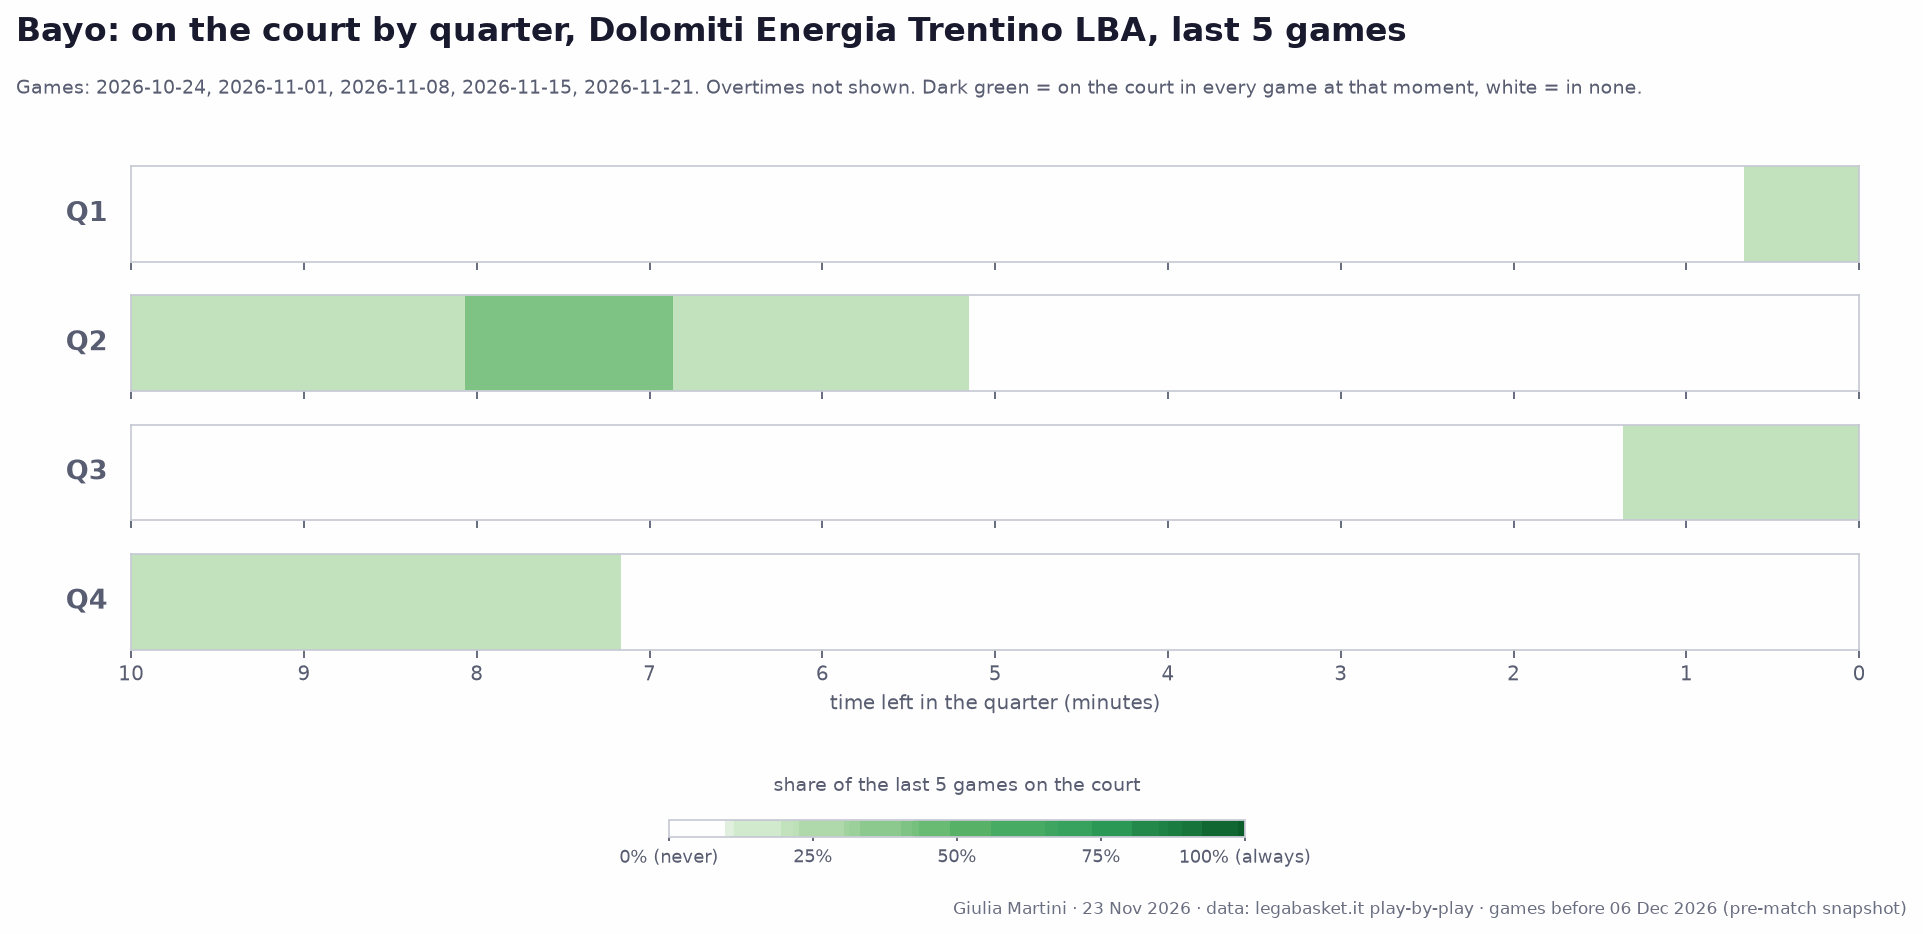 Bayo: on the court by quarter, Dolomiti Energia Trentino LBA, last 5 games
Games: 2026-10-24, 2026-11-01, 2026-11-08, 2026-11-15, 2026-11-21. Overtimes not shown. Dark green = on the court in every game at that moment, white = in none.
Q1
Q2
Q3
Q4
10 9 8 7 6 5 4 3 2 1 0
time left in the quarter (minutes)
share of the last 5 games on the court
0% (never) 25% 50% 75% 100% (always)
Giulia Martini · 23 Nov 2026 · data: legabasket.it play-by-play · games before 06 Dec 2026 (pre-match snapshot)